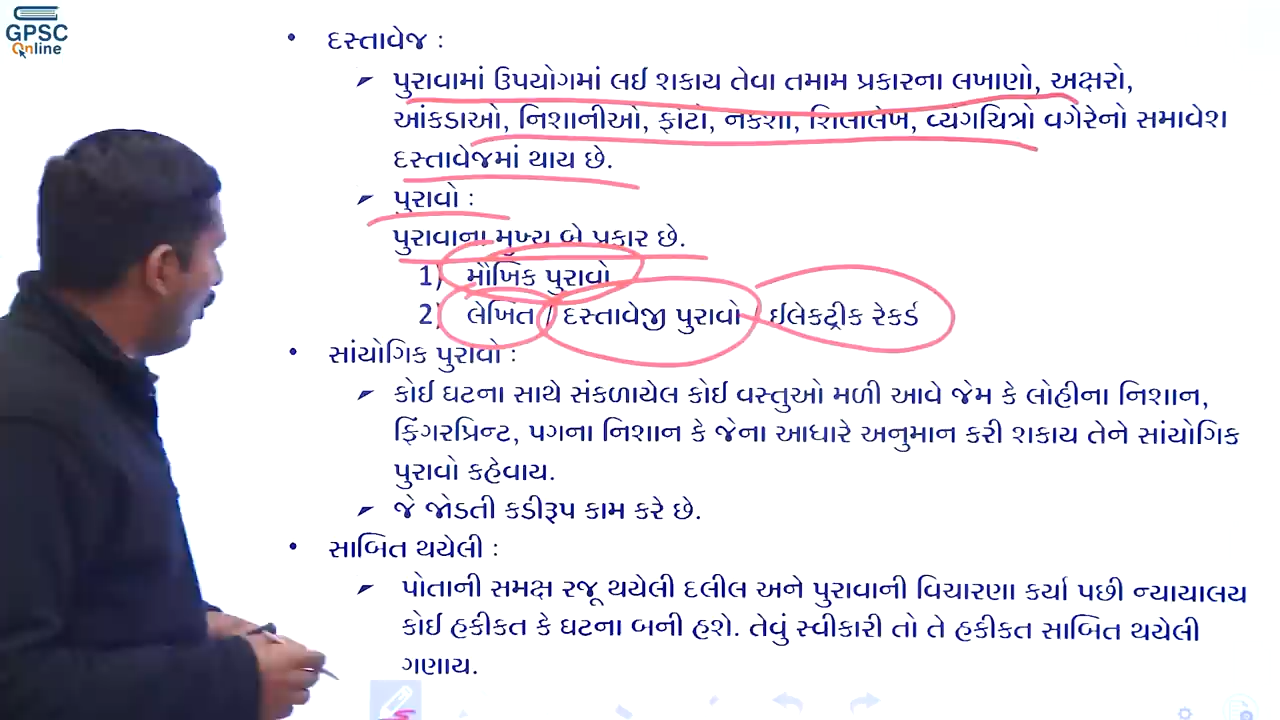 GPSC
Online
• દસ્તાવેજ :
➢ પુરાવામાં ઉપયોગમાં લઈ શકાય તેવા તમામ પ્રકારના લખાણો, અક્ષરો,
આંકડાઓ, નિશાનીઓ, ફોટો, નકશા, શિલાલેખ, વ્યંગચિત્રો વગેરેનો સમાવેશ
દસ્તાવેજમાં થાય છે.
➢ પુરાવો :
પુરાવાના મુખ્ય બે પ્રકાર છે.
1) મૌખિક પુરાવો
2) લેખિત / દસ્તાવેજી પુરાવો / ઈલેકટ્રીક રેકર્ડ
• સાંયોગિક પુરાવો :
➢ કોઈ ઘટના સાથે સંકળાયેલ કોઈ વસ્તુઓ મળી આવે જેમ કે લોહીના નિશાન,
ફિંગરપ્રિન્ટ, પગના નિશાન કે જેના આધારે અનુમાન કરી શકાય તેને સાંયોગિક
પુરાવો કહેવાય.
➢ જે જોડતી કડીરૂપ કામ કરે છે.
• સાબિત થયેલી :
➢ પોતાની સમક્ષ રજૂ થયેલી દલીલ અને પુરાવાની વિચારણા કર્યા પછી ન્યાયાલય
કોઈ હકીકત કે ઘટના બની હશે. તેવું સ્વીકારી તો તે હકીકત સાબિત થયેલી
ગણાય.